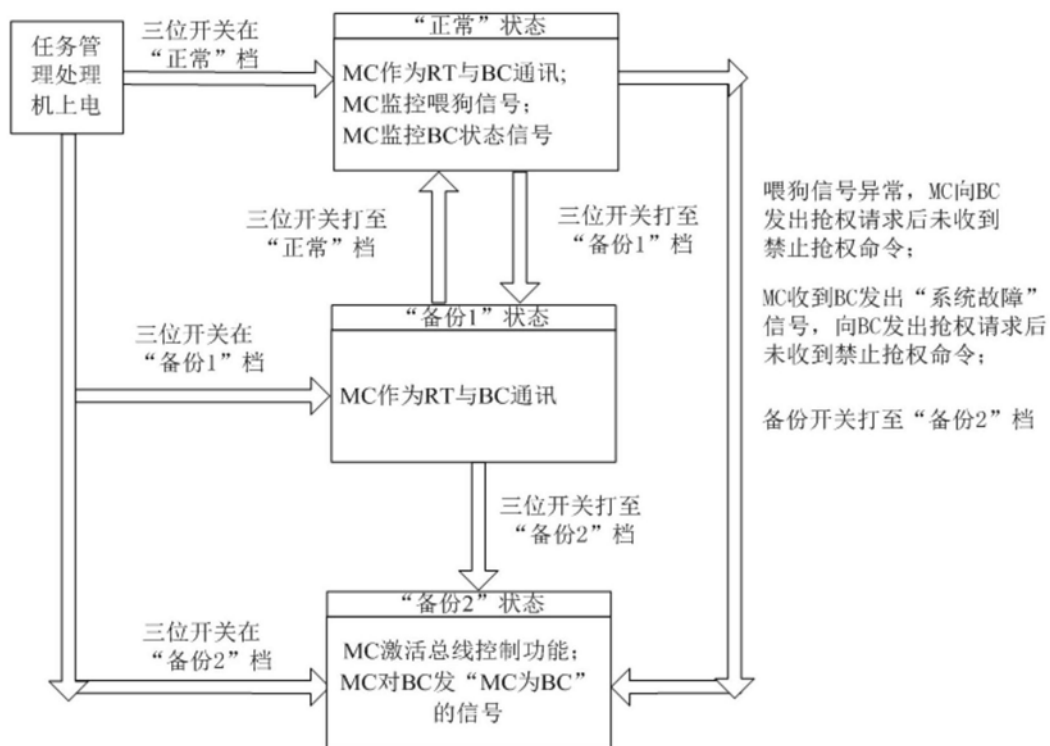 任务管
理处理
机上电
三位开关在
“正常”档
“正常”状态
MC作为RT与BC通讯;
MC监控喂狗信号;
MC监控BC状态信号
三位开关打至
“正常”档
三位开关打至
“备份1”档
喂狗信号异常，MC向BC
发出抢权请求后未收到
禁止抢权命令;
MC收到BC发出“系统故障”
信号，向BC发出抢权请求后
未收到禁止抢权命令;
备份开关打至“备份2”档
三位开关在
“备份1”档
“备份1”状态
MC作为RT与BC通讯
三位开关打至
“备份2”档
三位开关在
“备份2”档
“备份2”状态
MC激活总线控制功能;
MC对BC发“MC为BC”
的信号